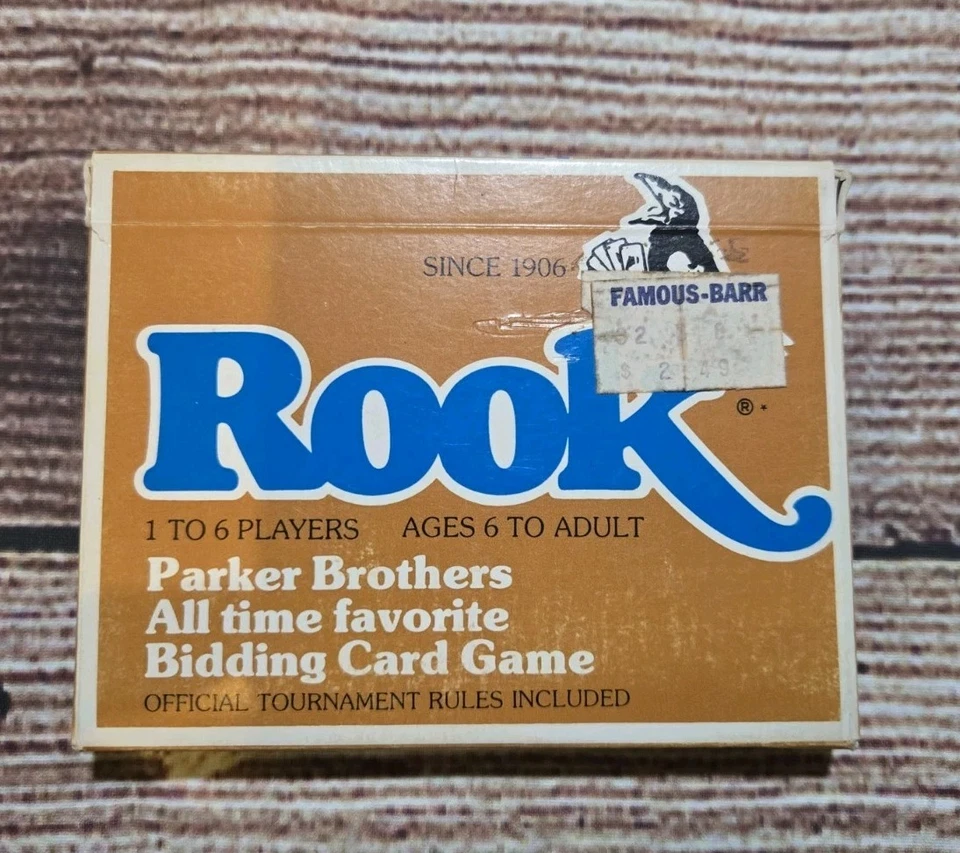 SINCE 1906
FAMOUS-BARR
$ 2 49
Rook
®
1 TO 6 PLAYERS AGES 6 TO ADULT
Parker Brothers
All time favorite
Bidding Card Game
OFFICIAL TOURNAMENT RULES INCLUDED